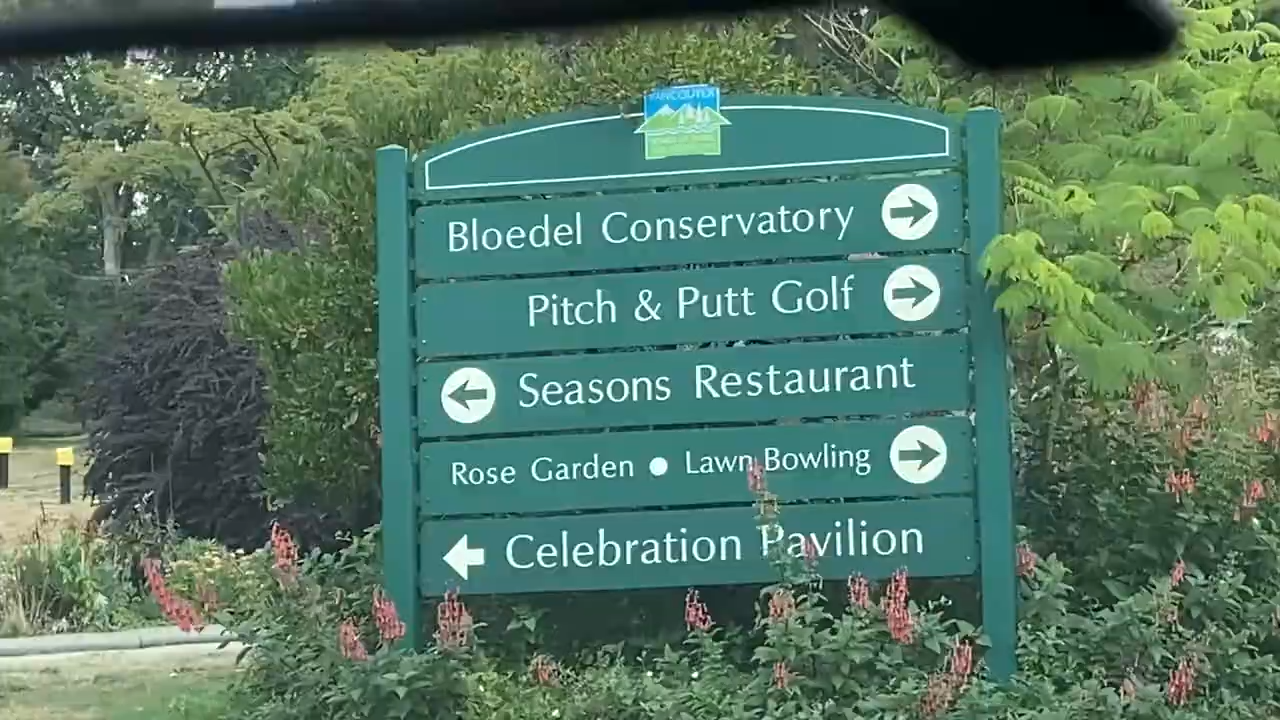 VANCOUVER
Bloedel Conservatory
Pitch & Putt Golf
Seasons Restaurant
Rose Garden ● Lawn Bowling
Celebration Pavilion